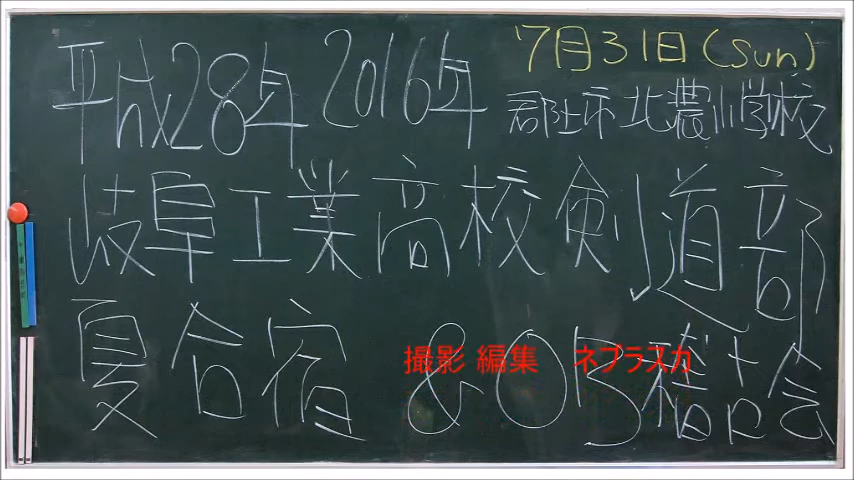 平成28年 2016年 7月31日(sun)
郡上市北濃小学校
岐阜工業高校剣道部
夏合宿 &OB稽古会
撮影 編集 ネブラスカ